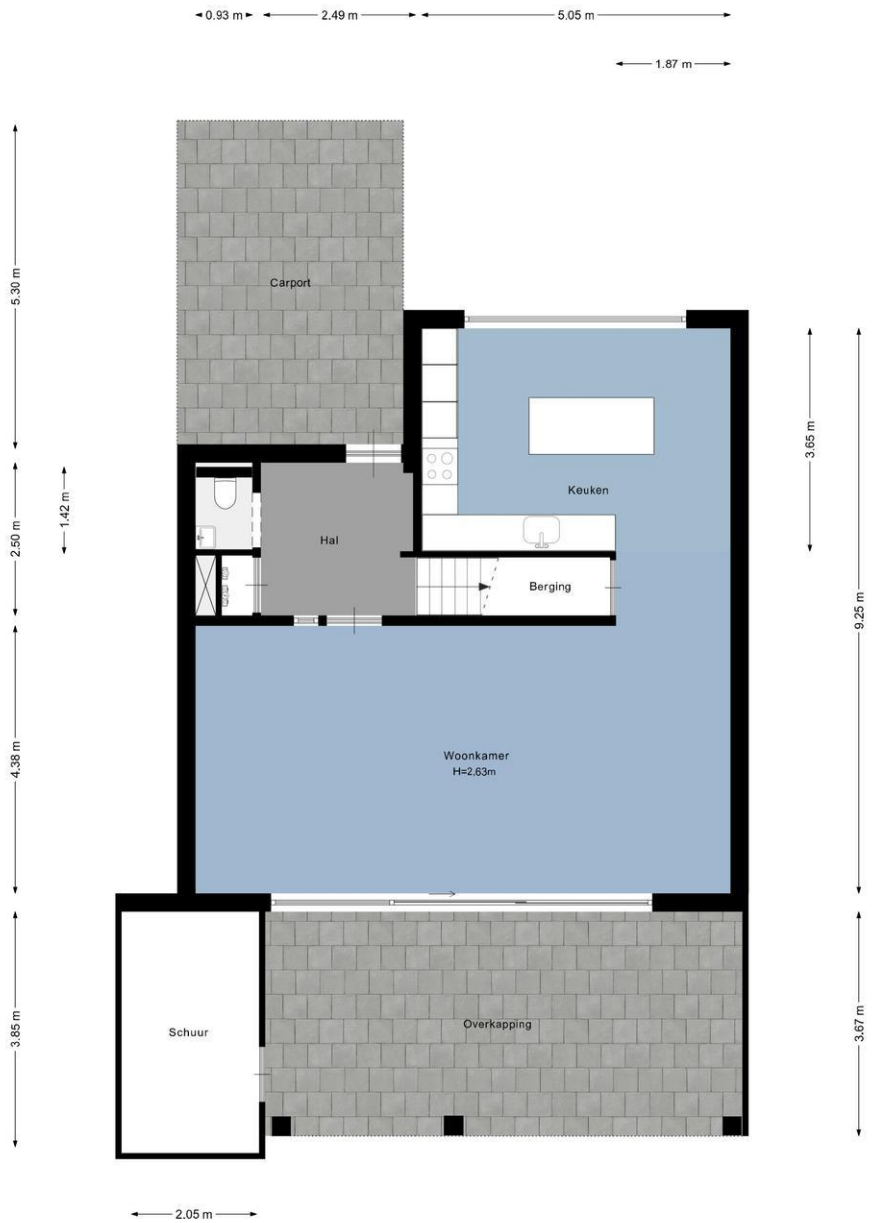 0.93 m
2.49 m
5.05 m
1.87 m
5.30 m
Carport
3.65 m
1.42 m
2.50 m
Keuken
Hal
Berging
9.25 m
4.38 m
Woonkamer
H=2,63m
3.85 m
Schuur
Overkapping
3.67 m
2.05 m